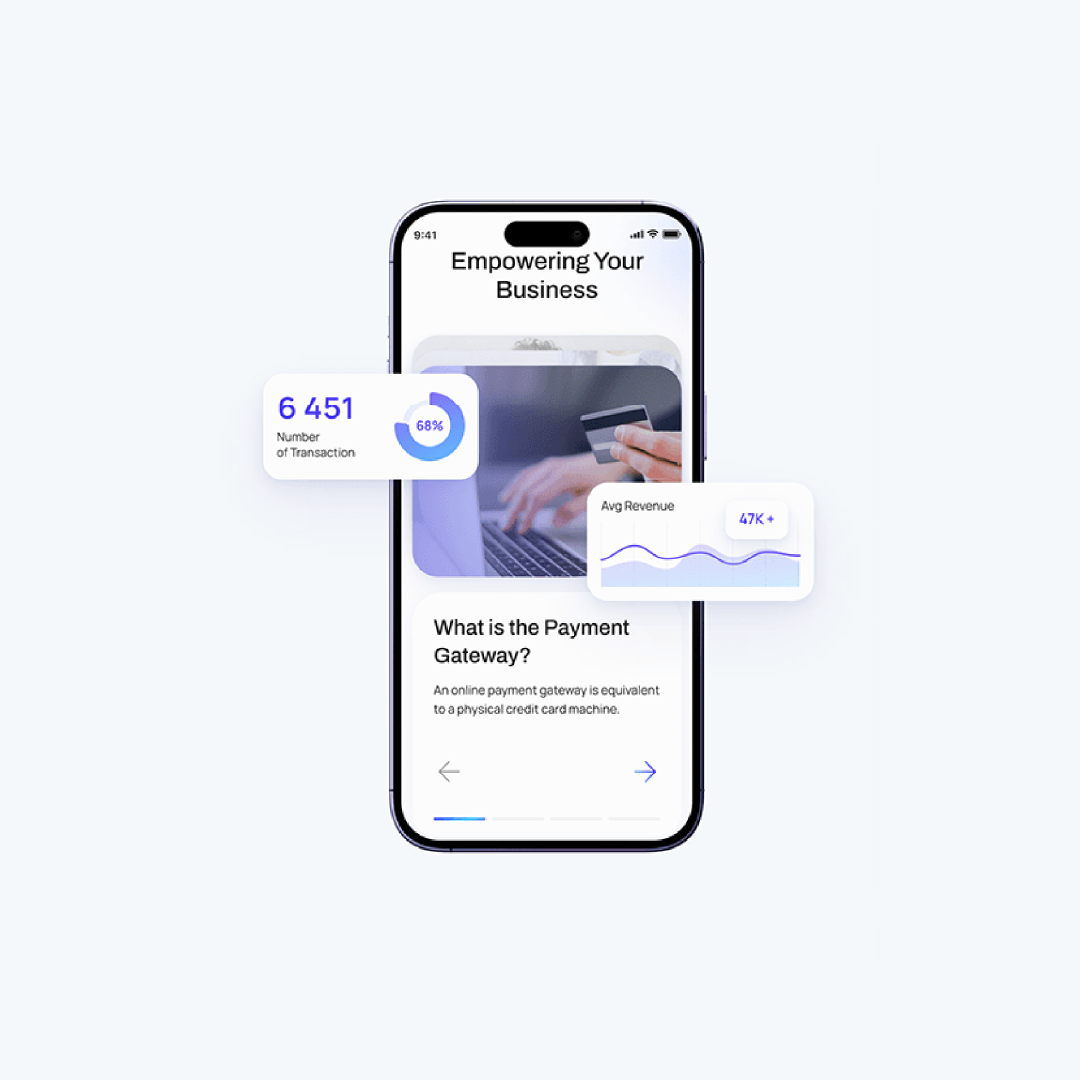 9:41
Empowering Your
Business
6 451
Number
of Transaction
68%
Avg Revenue
47K +
What is the Payment
Gateway?
An online payment gateway is equivalent
to a physical credit card machine.